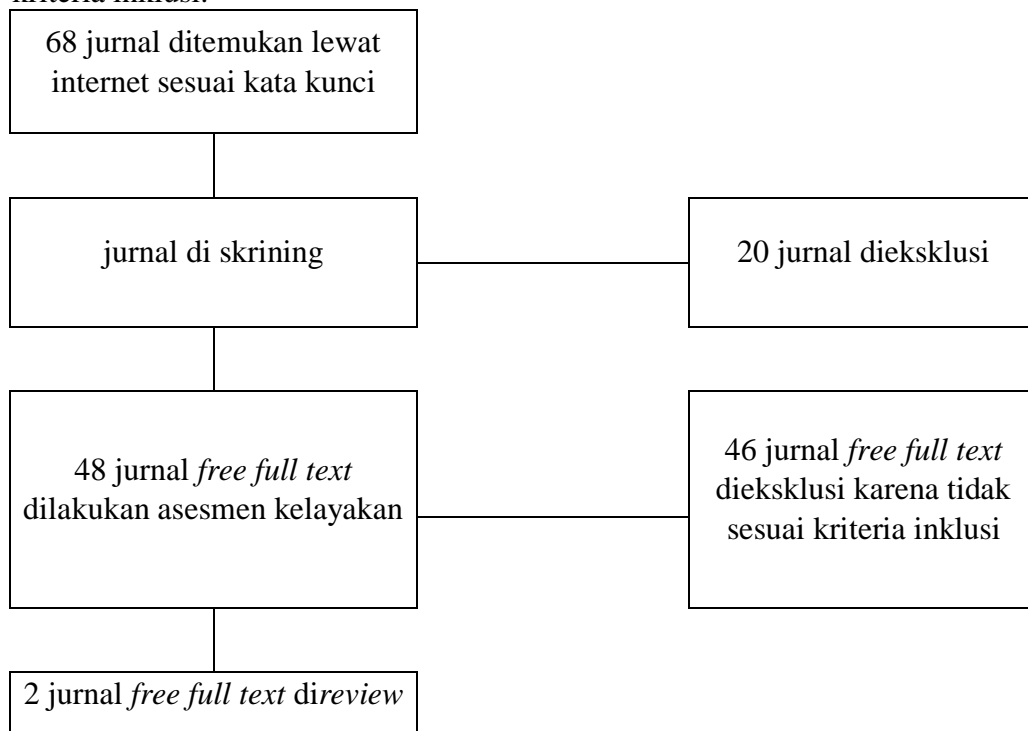 kriteria inklusi.
68 jurnal ditemukan lewat
internet sesuai kata kunci
jurnal di skrining
20 jurnal dieksklusi
48 jurnal free full text
dilakukan asesmen kelayakan
46 jurnal free full text
dieksklusi karena tidak
sesuai kriteria inklusi
2 jurnal free full text direview